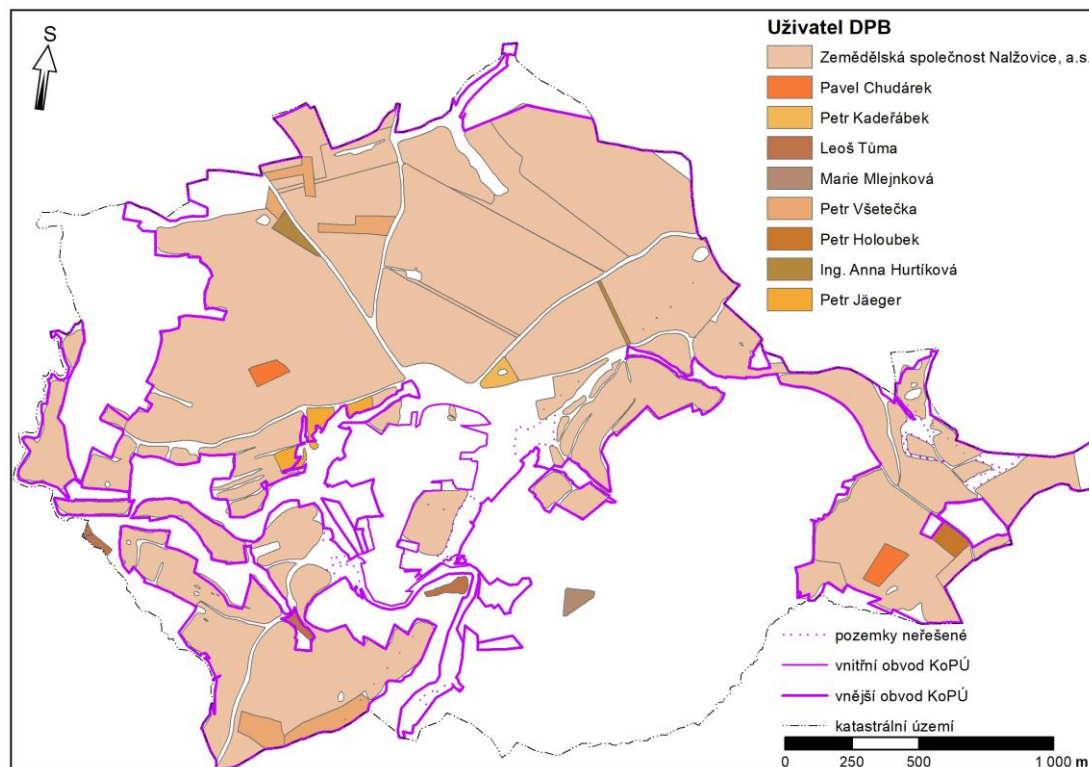 S
Uživatel DPB
Zemědělská společnost Nalžovice, a.s.
Pavel Chudárek
Petr Kadeřábek
Leoš Tůma
Marie Mlejnková
Petr Všetečka
Petr Holoubek
Ing. Anna Hurtíková
Petr Jäeger
pozemky neřešené
vnitřní obvod KoPÚ
vnější obvod KoPÚ
katastrální území
0 250 500 1 000 m